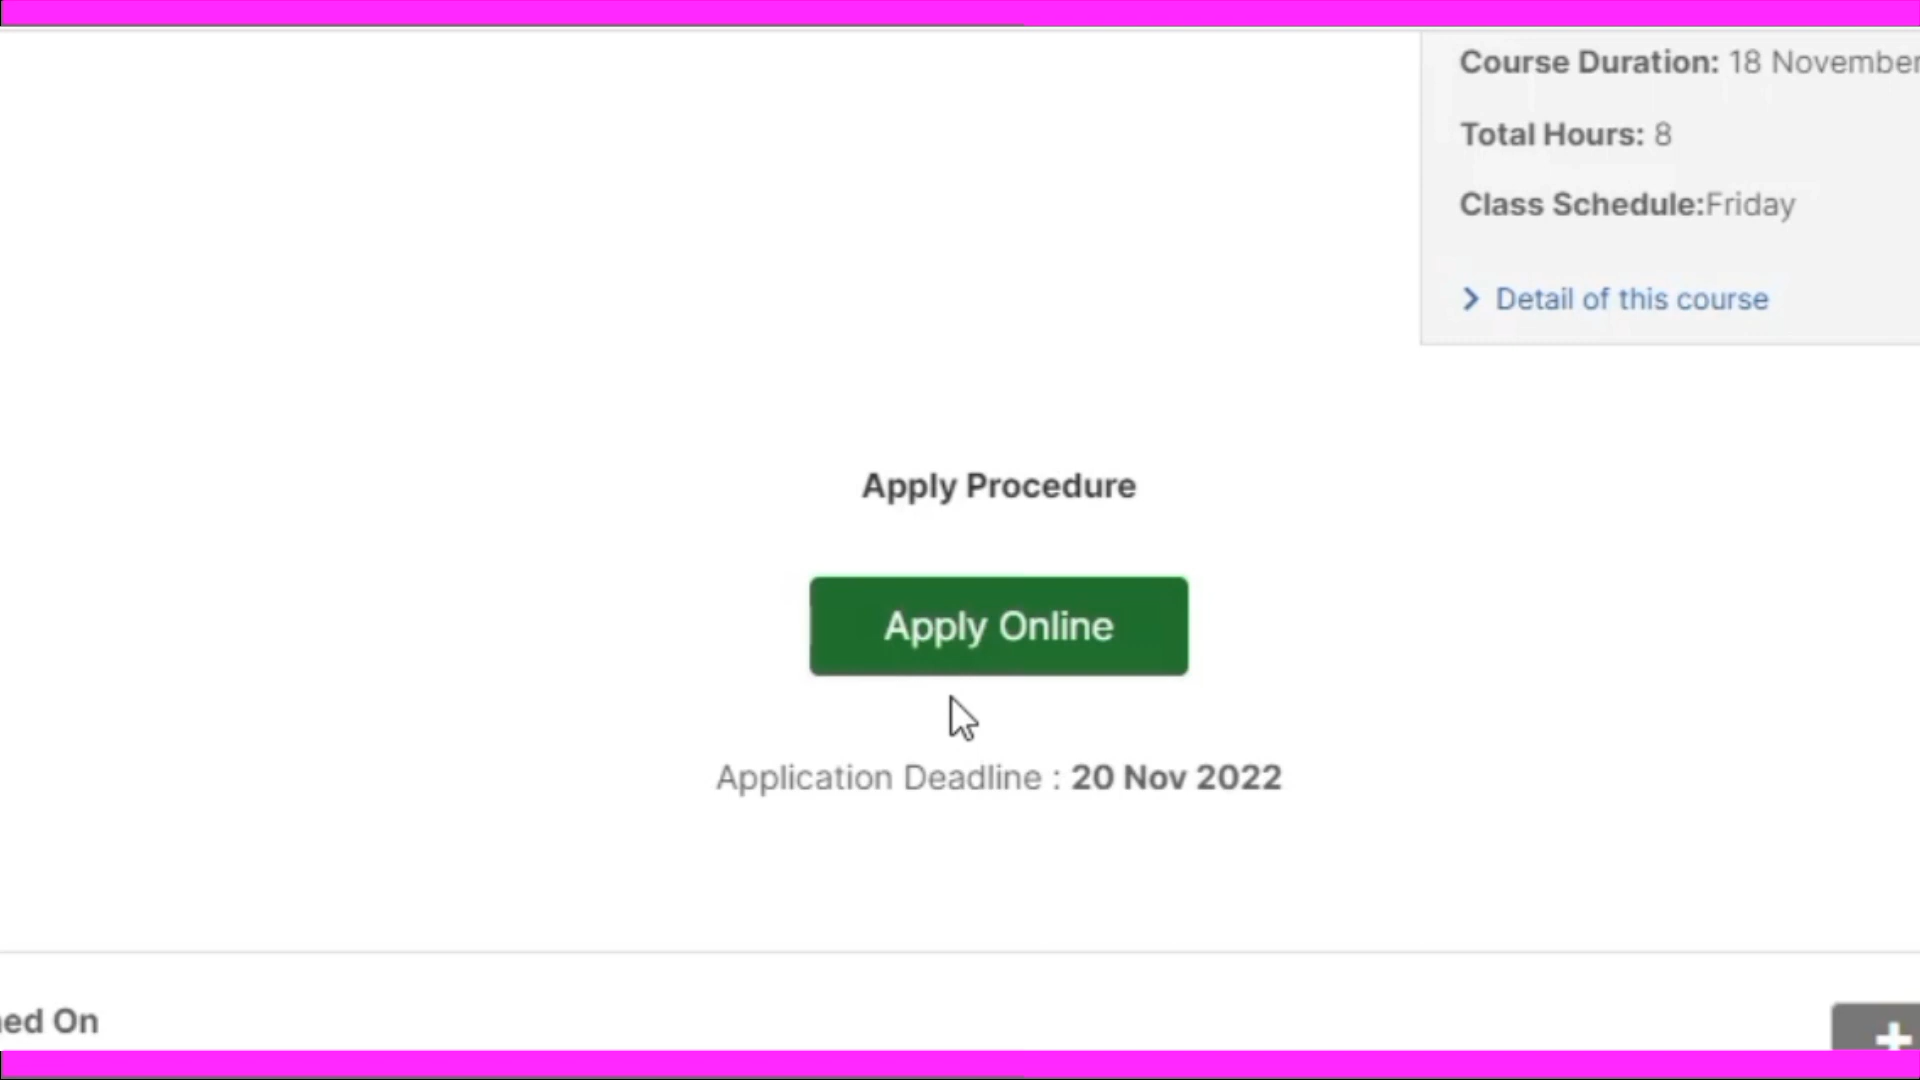 Course Duration: 18 November
Total Hours: 8
Class Schedule:Friday
Detail of this course
Apply Procedure
Apply Online
Application Deadline : 20 Nov 2022
On